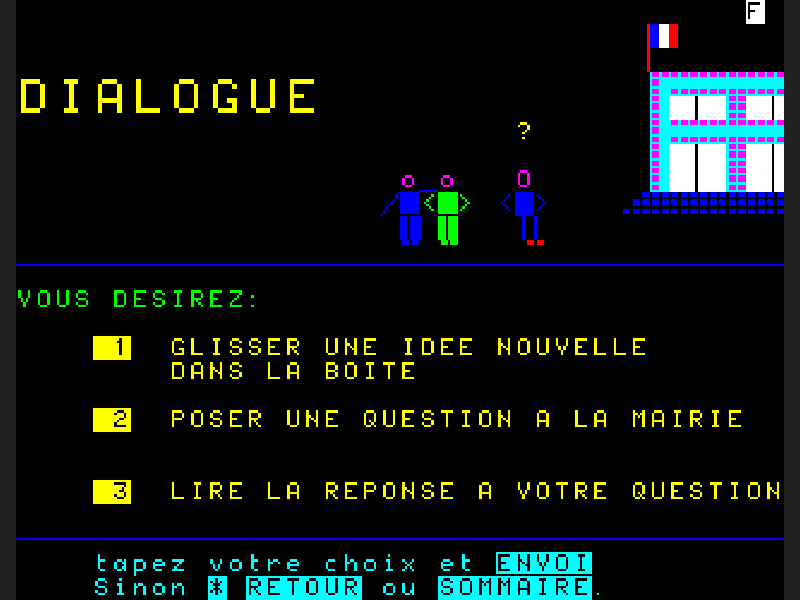 F
DIALOGUE
?
VOUS DESIREZ:
1 GLISSER UNE IDEE NOUVELLE
DANS LA BOITE
2 POSER UNE QUESTION A LA MAIRIE
3 LIRE LA REPONSE A VOTRE QUESTION
tapez votre choix et ENVOI
Sinon * RETOUR ou SOMMAIRE.